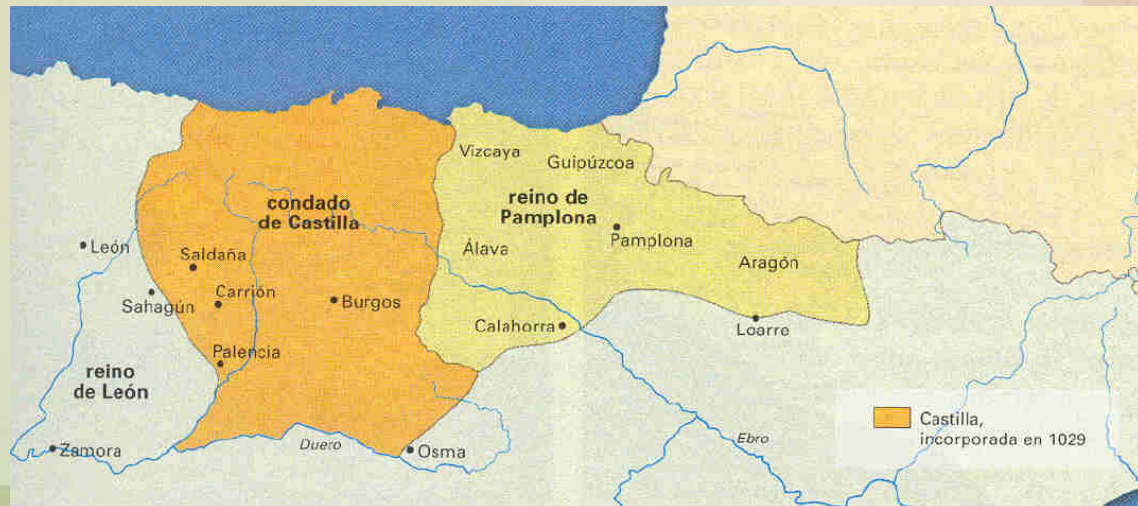 Vizcaya
Guipúzcoa
condado
de Castilla
reino de
Pamplona
Pamplona
León
Saldaña
Álava
Aragón
Sahagún
Carrión
Burgos
Calahorra
Loarre
Palencia
reino
de León
Castilla,
incorporada en 1029
Zamora
Duero
Osma
Ebro